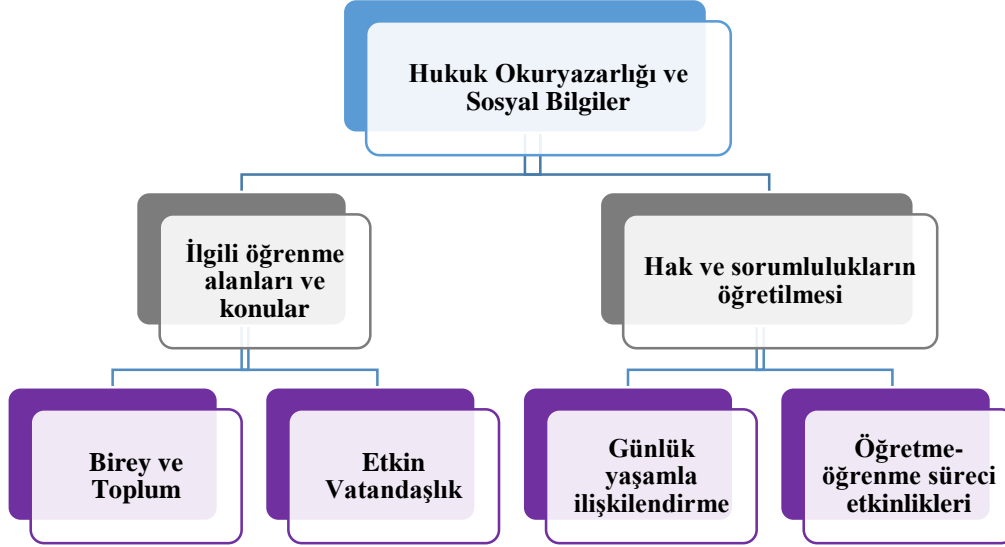 Hukuk Okuryazarlığı ve
Sosyal Bilgiler
İlgili öğrenme
alanları ve
konular
Hak ve sorumlulukların
öğretilmesi
Birey ve
Toplum
Etkin
Vatandaşlık
Günlük
yaşamla
ilişkilendirme
Öğretme-
öğrenme süreci
etkinlikleri